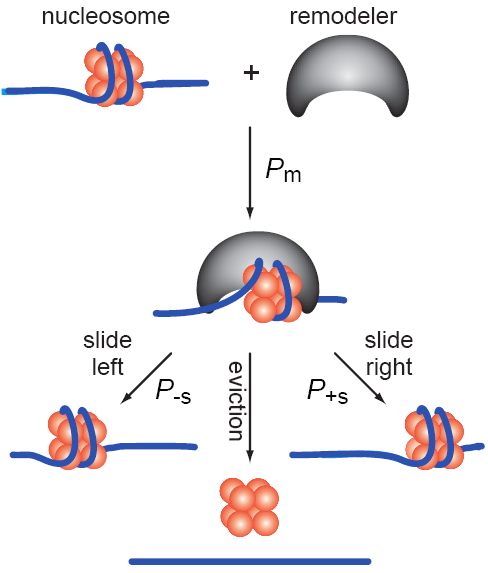 nucleosome
remodeler
+
Pm
slide
left
P-s
eviction
P+s
slide
right